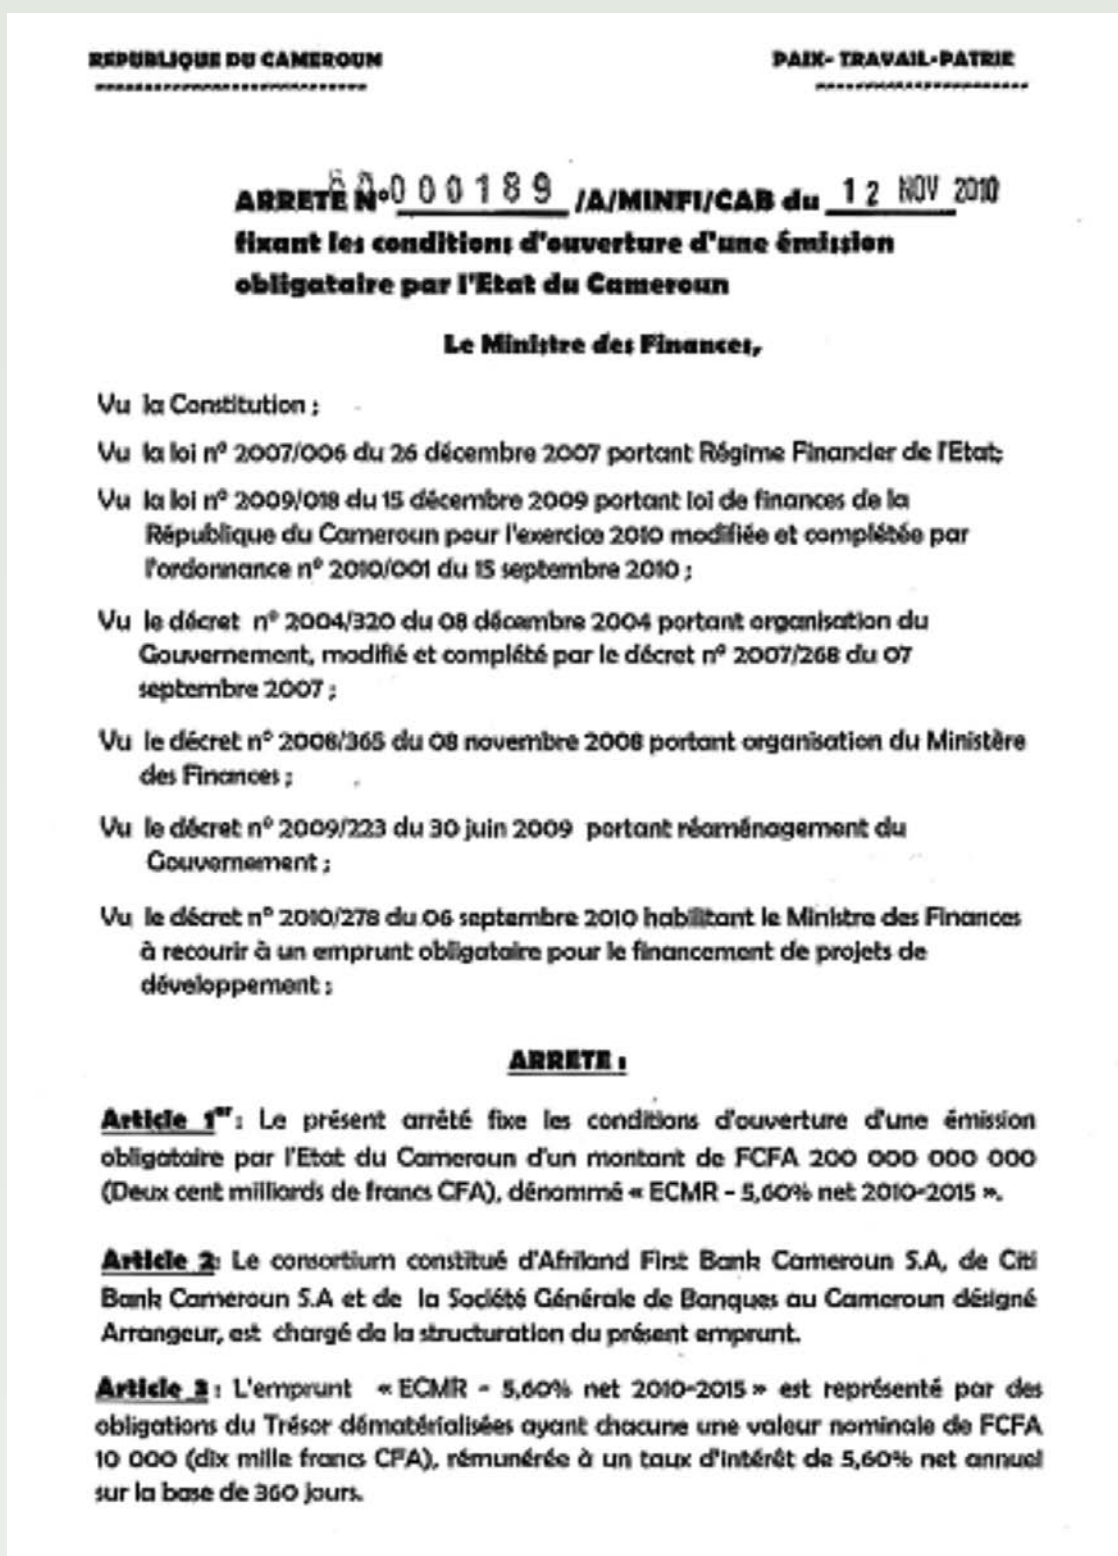 REPUBLIQUE DU CAMEROUN
PAIX- TRAVAIL-PATRIE
ARRETE N° 000189 /A/MINFI/CAB du 12 NOV 2010
fixant les conditions d'ouverture d'une émission
obligataire par l'Etat du Cameroun
Le Ministre des Finances,
Vu la Constitution ;
Vu la loi n° 2007/006 du 26 décembre 2007 portant Régime Financier de l'Etat;
Vu la loi n° 2009/018 du 15 décembre 2009 portant loi de finances de la
République du Cameroun pour l'exercice 2010 modifiée et complétée par
l'ordonnance n° 2010/001 du 15 septembre 2010 ;
Vu le décret n° 2004/320 du 08 décembre 2004 portant organisation du
Gouvernement, modifié et complété par le décret n° 2007/268 du 07
septembre 2007 ;
Vu le décret n° 2008/365 du 08 novembre 2008 portant organisation du Ministère
des Finances ;
Vu le décret n° 2009/223 du 30 juin 2009 portant réaménagement du
Gouvernement ;
Vu le décret n° 2010/278 du 06 septembre 2010 habilitant le Ministre des Finances
à recourir à un emprunt obligataire pour le financement de projets de
développement ;
ARRETE :
Article 1er : Le présent arrêté fixe les conditions d'ouverture d'une émission
obligataire par l'Etat du Cameroun d'un montant de FCFA 200 000 000 000
(Deux cent milliards de francs CFA), dénommé « ECMR - 5,60% net 2010-2015 ».
Article 2: Le consortium constitué d'Afriland First Bank Cameroun S.A, de Citi
Bank Cameroun S.A et de la Société Générale de Banques au Cameroun désigné
Arrangeur, est chargé de la structuration du présent emprunt.
Article 3 : L'emprunt « ECMR - 5,60% net 2010-2015 » est représenté par des
obligations du Trésor dématérialisées ayant chacune une valeur nominale de FCFA
10 000 (dix mille francs CFA), rémunérée à un taux d'intérêt de 5,60% net annuel
sur la base de 360 jours.